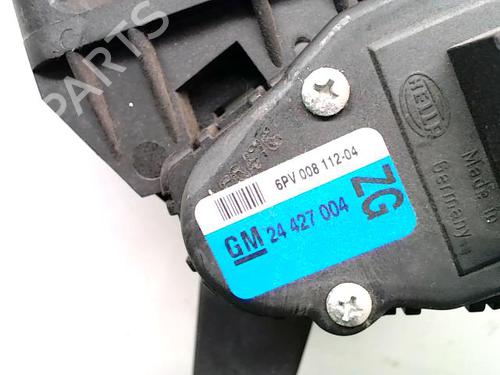 PARTS
HELLA
Made in
Germany
6PV 008 112-04
ZG
GM 24 427 004